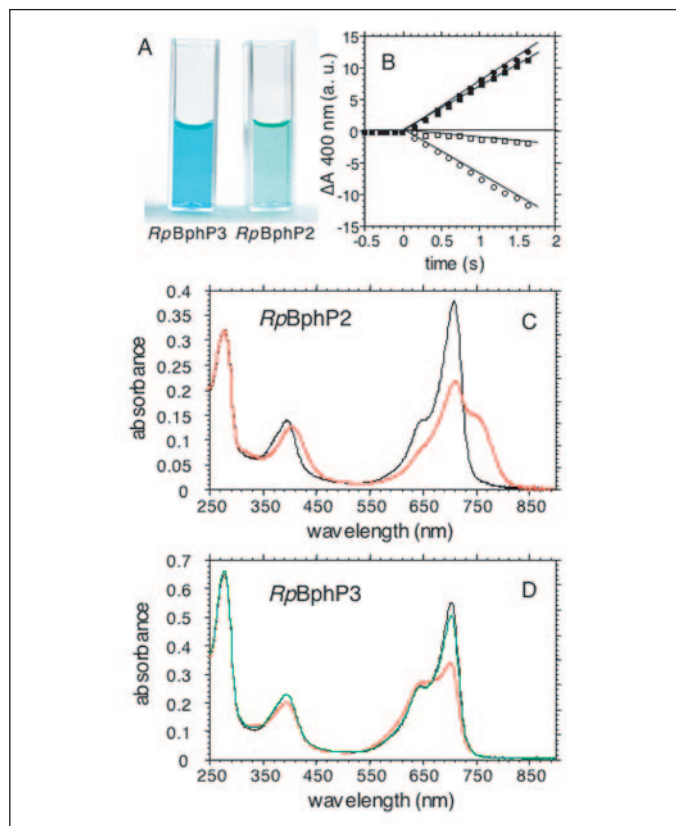 A
RpBphP3 RpBphP2
B
ΔA 400 nm (a. u.)
15
10
5
0
-5
-10
-15
-0.5 0 0.5 1 1.5 2
time (s)
RpBphP2
C
absorbance
0.4
0.35
0.3
0.25
0.2
0.15
0.1
0.05
0
250 350 450 550 650 750 850
wavelength (nm)
RpBphP3
D
absorbance
0.7
0.6
0.5
0.4
0.3
0.2
0.1
0
250 350 450 550 650 750 850
wavelength (nm)